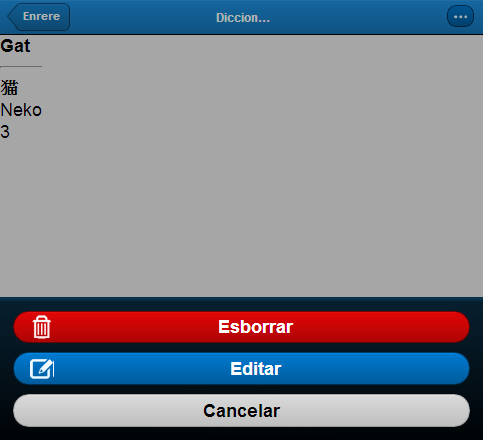 Enrere
Diccion...
Gat
猫
Neko
3
Esborrar
Editar
Cancelar